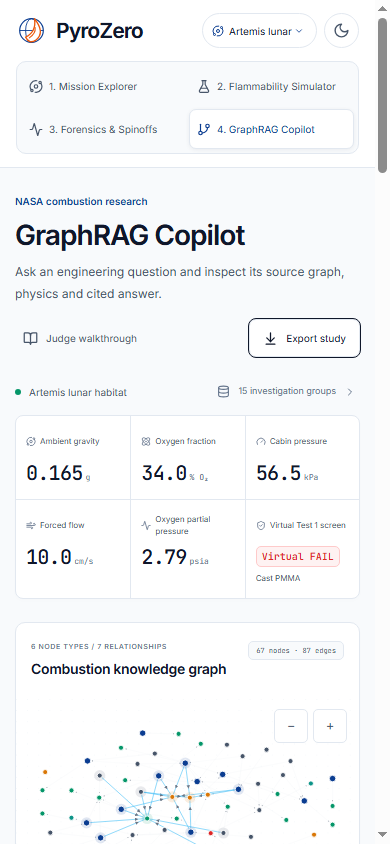 PyroZero
Artemis lunar
1. Mission Explorer
2. Flammability Simulator
3. Forensics & Spinoffs
4. GraphRAG Copilot
NASA combustion research
GraphRAG Copilot
Ask an engineering question and inspect its source graph,
physics and cited answer.
Judge walkthrough
Export study
Artemis lunar habitat
15 investigation groups
Ambient gravity
Oxygen fraction
Cabin pressure
0.165 g
34.0 % O₂
56.5 kPa
Forced flow
Oxygen partial
pressure
Virtual Test 1 screen
10.0 cm/s
2.79 psia
Virtual FAIL
Cast PMMA
6 NODE TYPES / 7 RELATIONSHIPS
67 nodes · 87 edges
Combustion knowledge graph
−
+